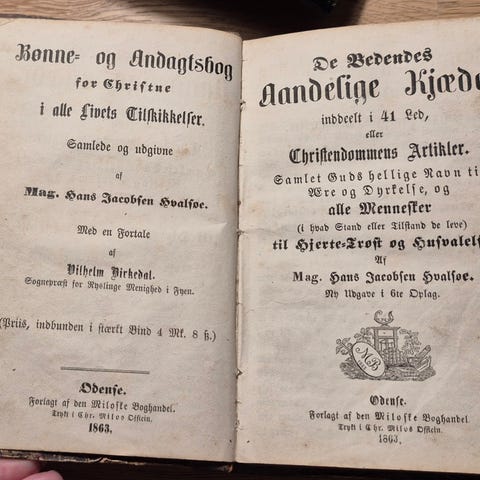 Bønne- og Andagtsbog
for Christne
i alle Livets Tilskikkelser.
Samlede og udgivne
af
Mag. Hans Jacobsen Hvalsøe.
Med en Fortale
af
Vilhelm Birkedal.
Sognepræst for Ryslinge Menighed i Fyen.
(Priis, indbunden i stærkt Bind 4 Mk. 8 ß.)
Odense.
Forlagt af den Miloske Boghandel.
Trykt i Chr. Milos Officin.
1863.
De Bedendes
Aandelige Kjæde
inddeelt i 41 Led,
eller
Christendommens Artikler.
Samlet Guds hellige Navn til
Ære og Dyrkelse, og
alle Mennesker
(i hvad Stand eller Tilstand de leve)
til Hjerte-Trøst og Husvalelse
Af
Mag. Hans Jacobsen Hvalsøe.
Ny Udgave i 6te Oplag.
MB
Odense.
Forlagt af den Miloske Boghandel
Trykt i Chr. Milos Officin.
1863.